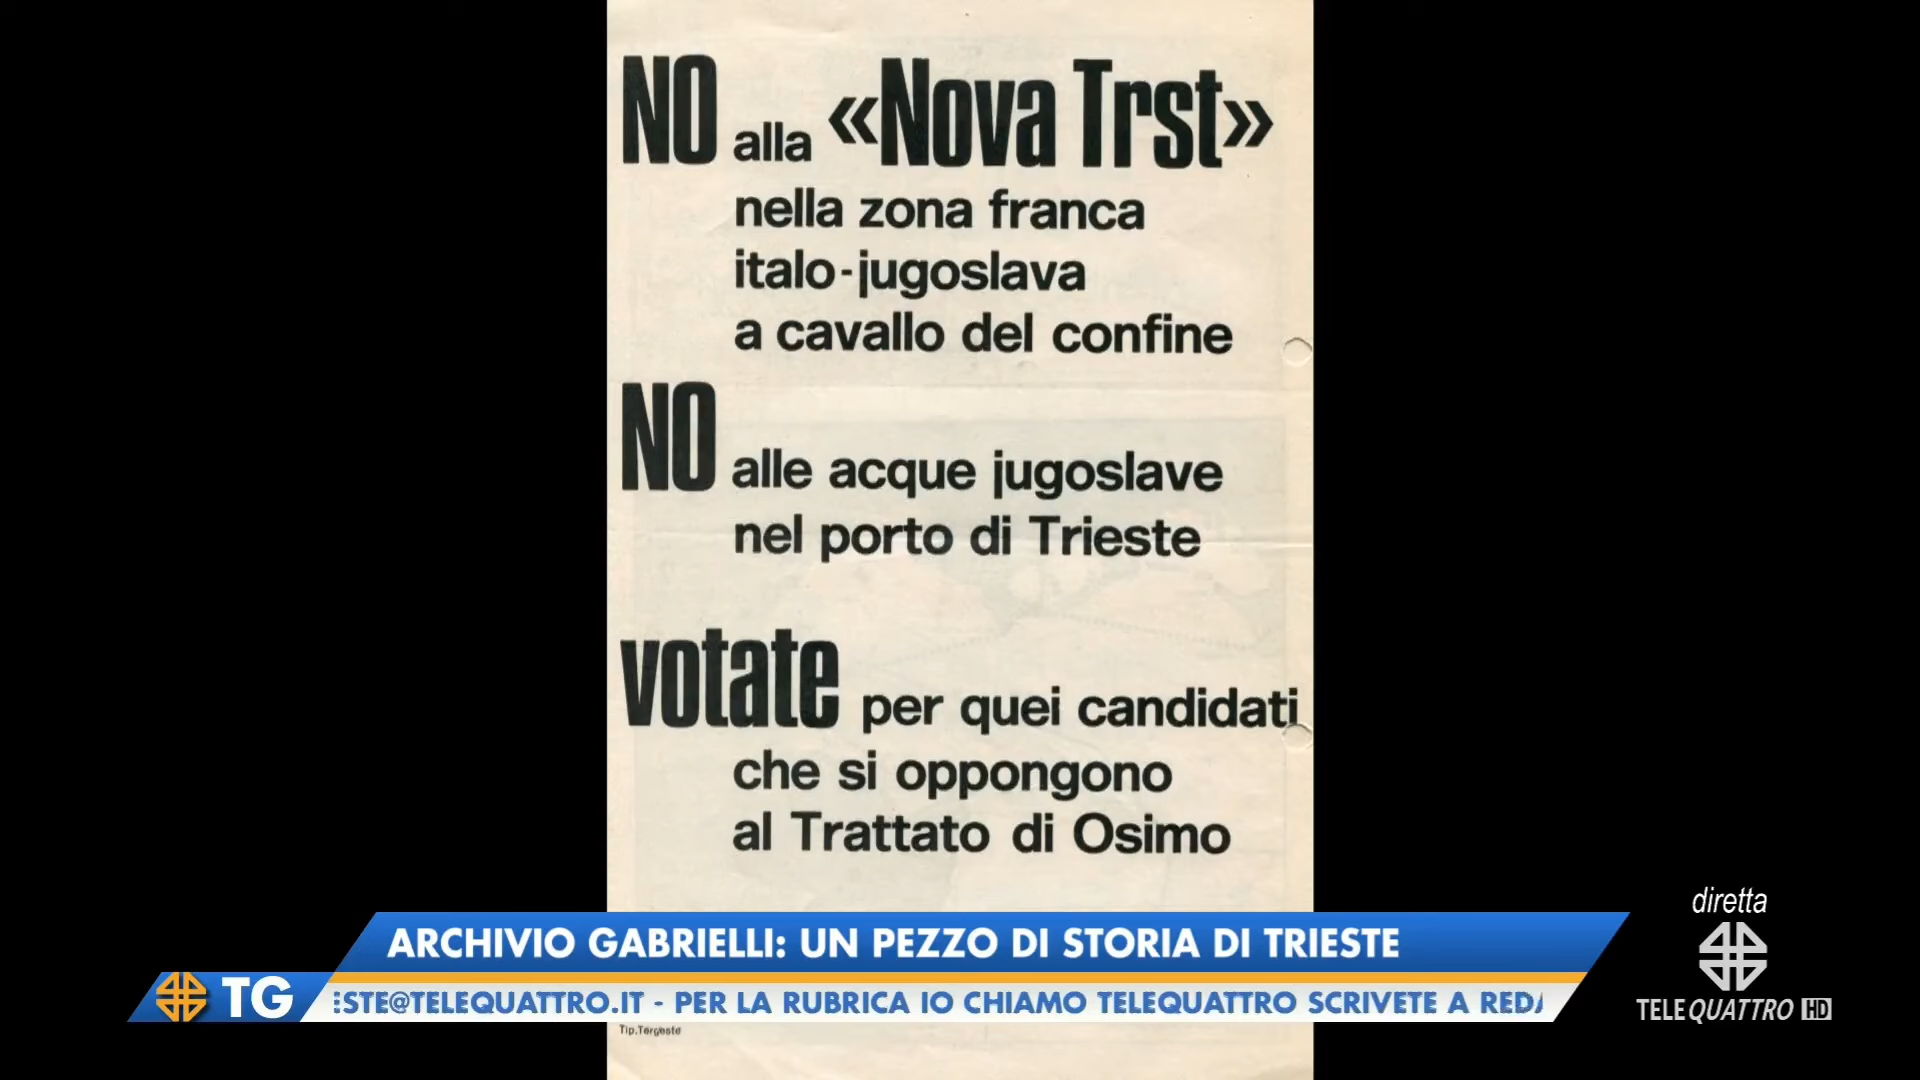 NO alla «Nova Trst»
nella zona franca
italo-jugoslava
a cavallo del confine
NO alle acque jugoslave
nel porto di Trieste
votate per quei candidati
che si oppongono
al Trattato di Osimo
diretta
ARCHIVIO GABRIELLI: UN PEZZO DI STORIA DI TRIESTE
TG
STE@TELEQUATTRO.IT - PER LA RUBRICA IO CHIAMO TELEQUATTRO SCRIVETE A RED
TELEQUATTRO HD
Tip.Tergeste